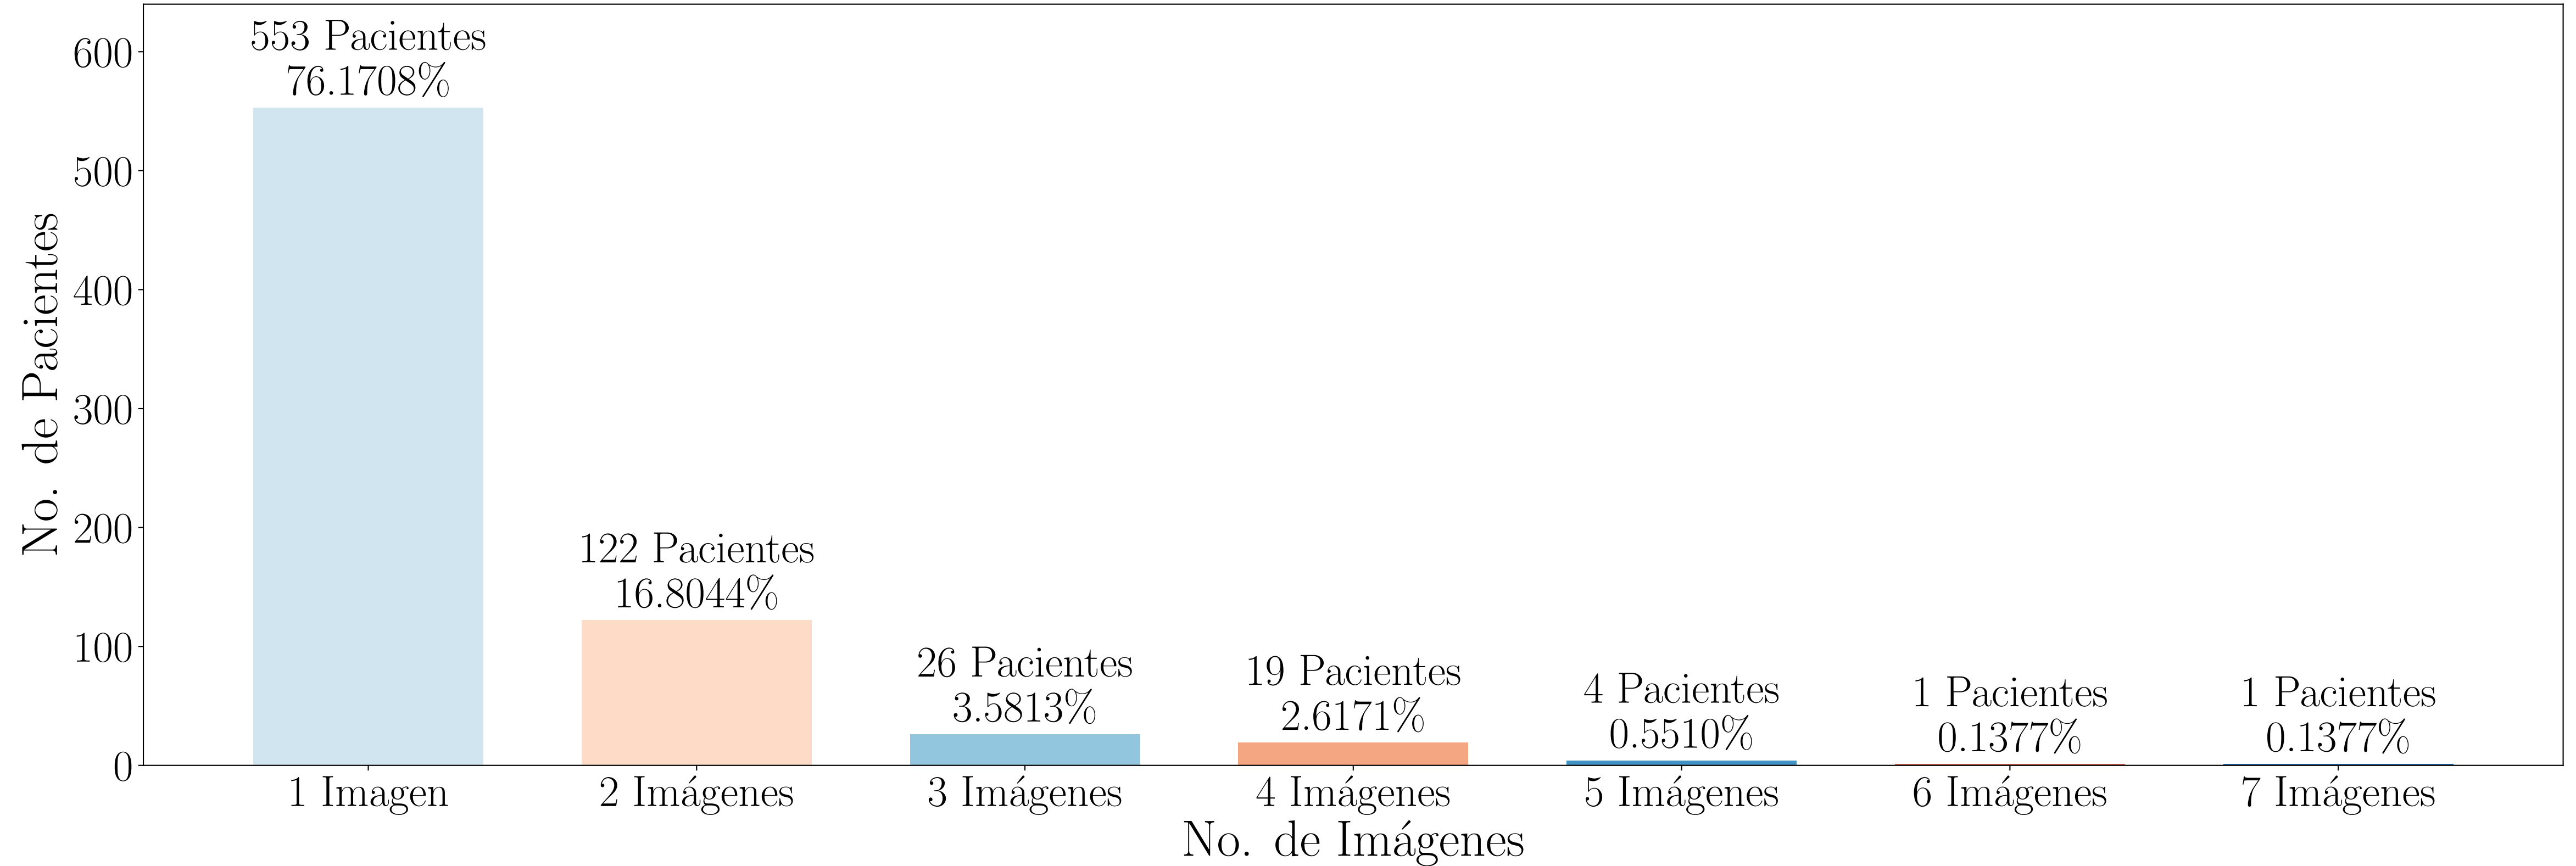 No. de Pacientes
600
500
400
300
200
100
0
553 Pacientes
76.1708%
122 Pacientes
16.8044%
26 Pacientes
3.5813%
19 Pacientes
2.6171%
4 Pacientes
0.5510%
1 Pacientes
0.1377%
1 Pacientes
0.1377%
1 Imagen
2 Imágenes
3 Imágenes
4 Imágenes
5 Imágenes
6 Imágenes
7 Imágenes
No. de Imágenes